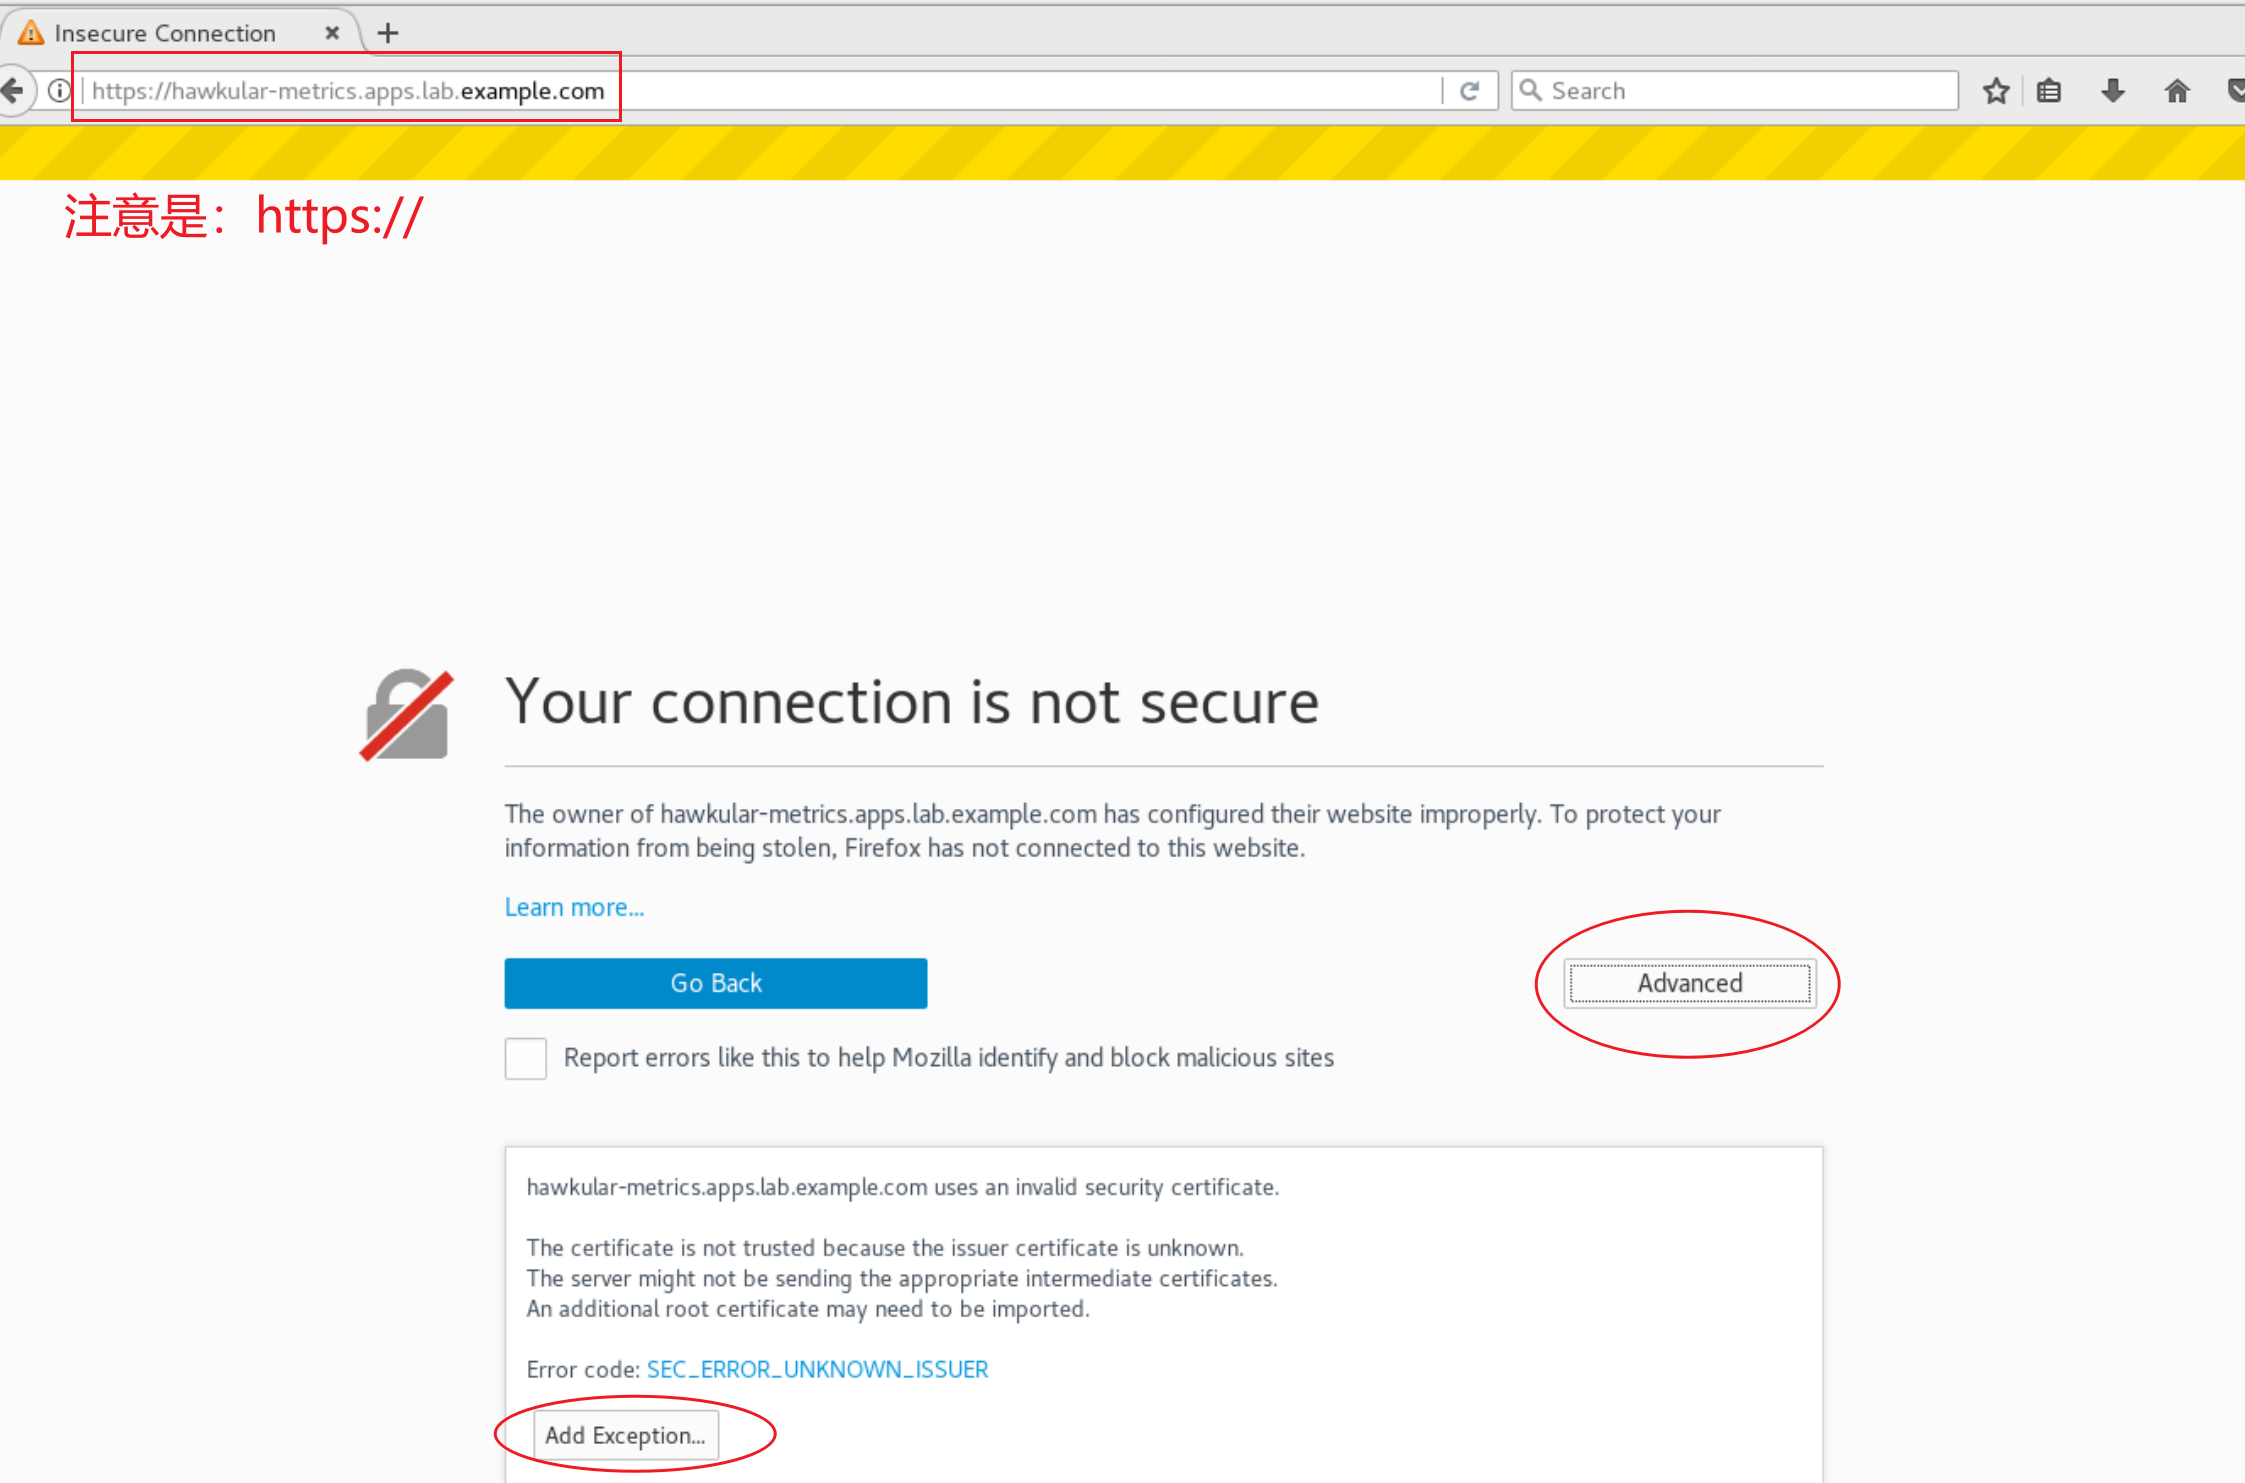 Insecure Connection
https://hawkular-metrics.apps.lab.example.com
Search
注意是：https://
Your connection is not secure
The owner of hawkular-metrics.apps.lab.example.com has configured their website improperly. To protect your
information from being stolen, Firefox has not connected to this website.
Learn more...
Go Back
Advanced
Report errors like this to help Mozilla identify and block malicious sites
hawkular-metrics.apps.lab.example.com uses an invalid security certificate.
The certificate is not trusted because the issuer certificate is unknown.
The server might not be sending the appropriate intermediate certificates.
An additional root certificate may need to be imported.
Error code: SEC_ERROR_UNKNOWN_ISSUER
Add Exception...